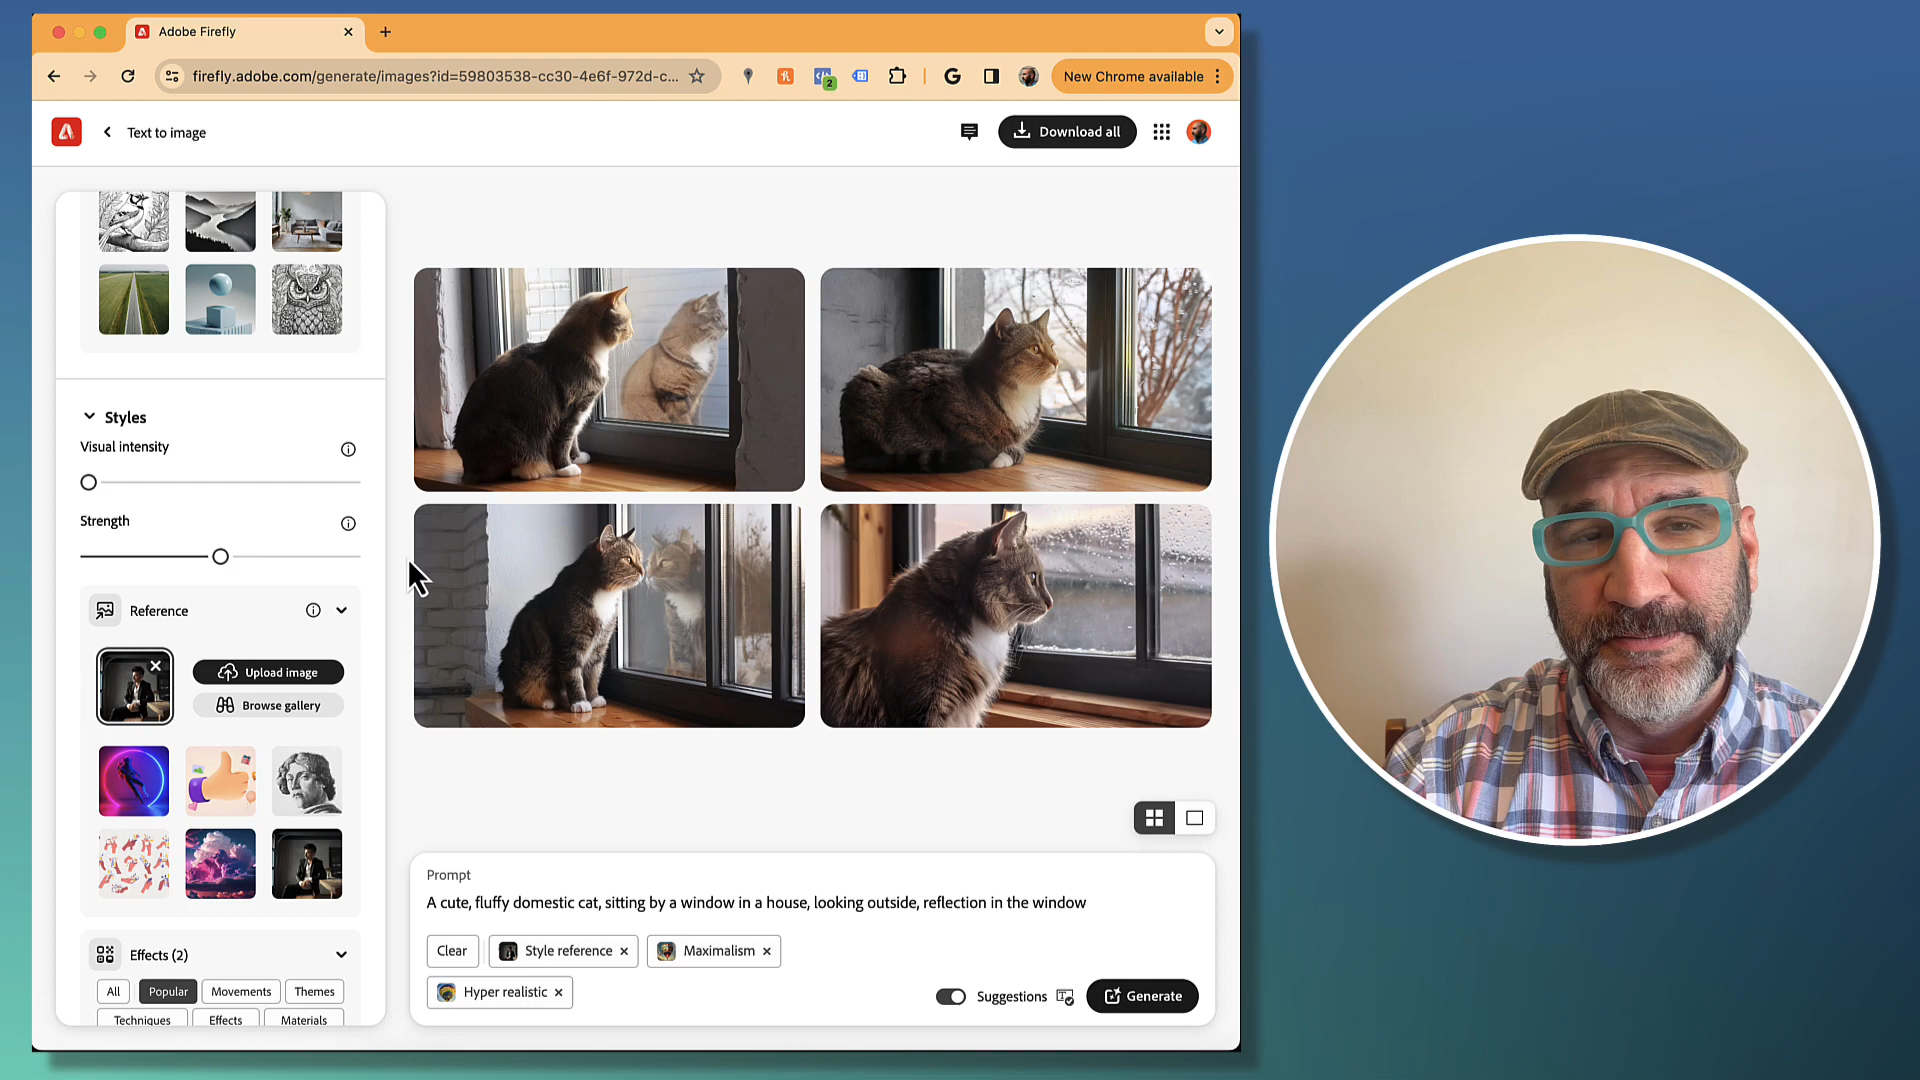 Adobe Firefly
firefly.adobe.com/generate/images?id=59803538-cc30-4e6f-972d-c...
2
New Chrome available
Text to image
Download all
Styles
Visual intensity
Strength
Reference
Upload image
Browse gallery
Effects (2)
All
Popular
Movements
Themes
Techniques
Effects
Materials
Prompt
A cute, fluffy domestic cat, sitting by a window in a house, looking outside, reflection in the window
Clear
Style reference
Maximalism
Hyper realistic
Suggestions
Generate